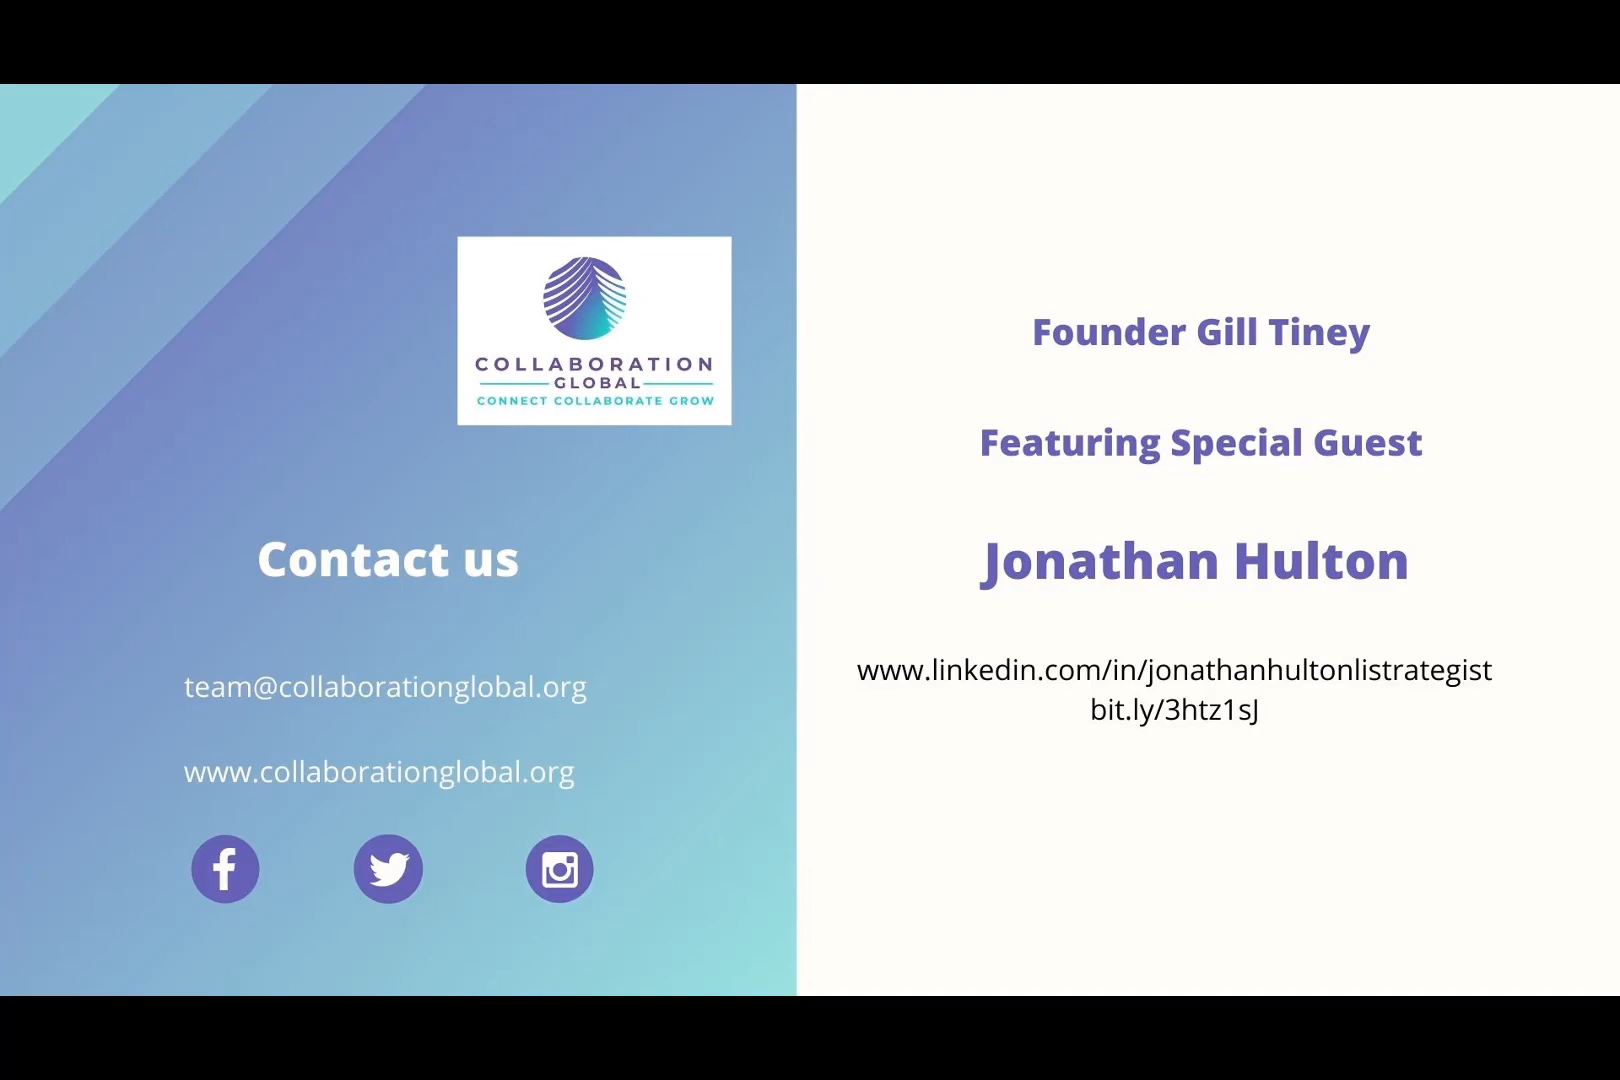 COLLABORATION
GLOBAL
CONNECT COLLABORATE GROW
Contact us
team@collaborationglobal.org
www.collaborationglobal.org
Founder Gill Tiney
Featuring Special Guest
Jonathan Hulton
www.linkedin.com/in/jonathanhultonlistrategist
bit.ly/3htz1sJ